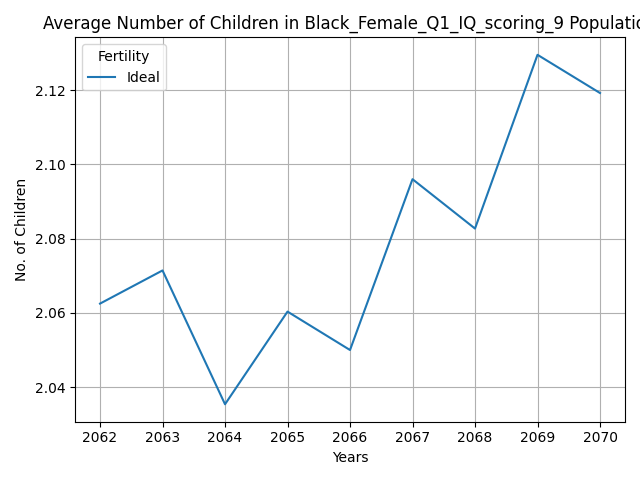 Average Number of Children in Black_Female_Q1_IQ_scoring_9 Populatio
Fertility
Ideal
No. of Children
2.12
2.10
2.08
2.06
2.04
2062 2063 2064 2065 2066 2067 2068 2069 2070
Years